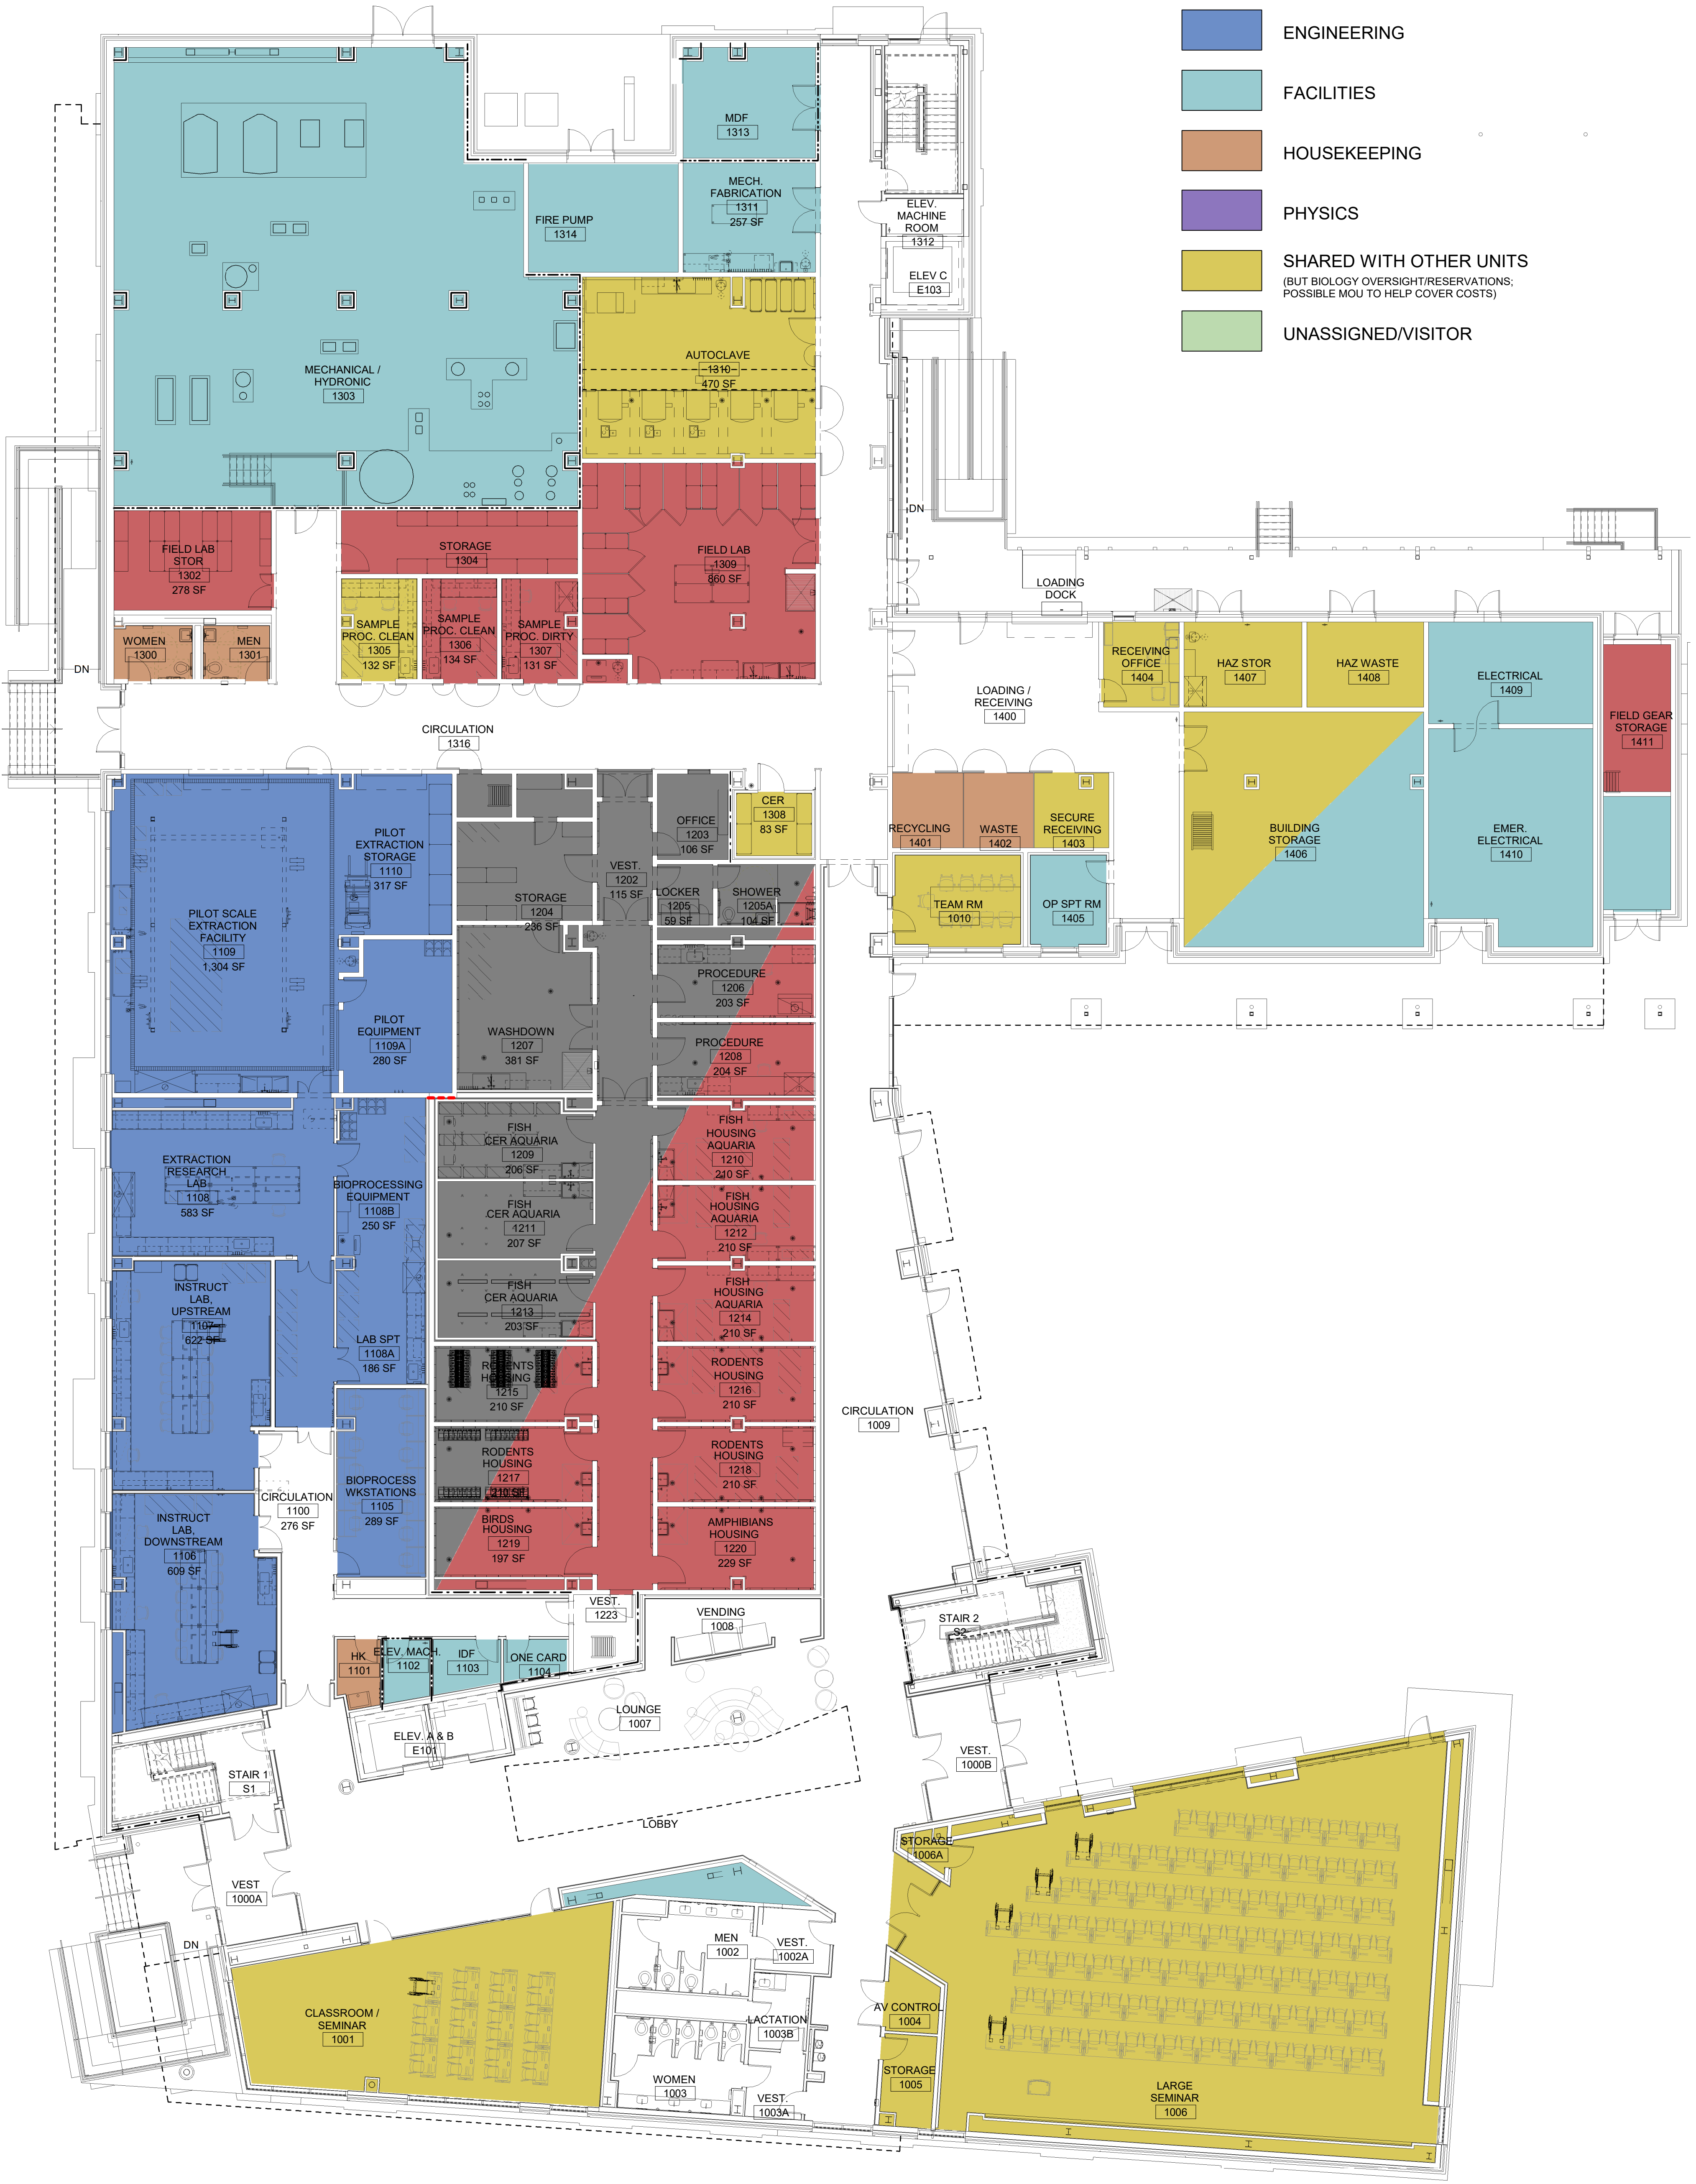 ENGINEERING
FACILITIES
HOUSEKEEPING
PHYSICS
SHARED WITH OTHER UNITS
(BUT BIOLOGY OVERSIGHT/RESERVATIONS;
POSSIBLE MOU TO HELP COVER COSTS)
UNASSIGNED/VISITOR
MDF
1313
MECH.
FABRICATION
1311
257 SF
FIRE PUMP
1314
ELEV.
MACHINE
ROOM
1312
ELEV C
E103
MECHANICAL /
HYDRONIC
1303
AUTOCLAVE
1310
470 SF
DN
FIELD LAB
STOR
1302
278 SF
STORAGE
1304
FIELD LAB
1309
860 SF
WOMEN
1300
MEN
1301
SAMPLE
PROC. CLEAN
1305
132 SF
SAMPLE
PROC. CLEAN
1306
134 SF
SAMPLE
PROC. DIRTY
1307
131 SF
DN
LOADING
DOCK
RECEIVING
OFFICE
1404
HAZ STOR
1407
HAZ WASTE
1408
ELECTRICAL
1409
LOADING /
RECEIVING
1400
FIELD GEAR
STORAGE
1411
CIRCULATION
1316
RECYCLING
1401
WASTE
1402
SECURE
RECEIVING
1403
BUILDING
STORAGE
1406
EMER.
ELECTRICAL
1410
TEAM RM
1010
OP SPT RM
1405
PILOT
EXTRACTION
STORAGE
1110
317 SF
OFFICE
1203
106 SF
CER
1308
83 SF
VEST.
1202
115 SF
STORAGE
1204
236 SF
LOCKER
1205
59 SF
SHOWER
1205A
104 SF
PILOT SCALE
EXTRACTION
FACILITY
1109
1,304 SF
PROCEDURE
1206
203 SF
PILOT
EQUIPMENT
1109A
280 SF
WASHDOWN
1207
381 SF
PROCEDURE
1208
204 SF
FISH
CER AQUARIA
1209
206 SF
FISH
HOUSING
AQUARIA
1210
210 SF
EXTRACTION
RESEARCH
LAB
1108
583 SF
BIOPROCESSING
EQUIPMENT
1108B
250 SF
FISH
CER AQUARIA
1211
207 SF
FISH
HOUSING
AQUARIA
1212
210 SF
FISH
CER AQUARIA
1213
203 SF
FISH
HOUSING
AQUARIA
1214
210 SF
INSTRUCT
LAB,
UPSTREAM
1107
622 SF
LAB SPT
1108A
186 SF
RODENTS
HOUSING
1215
210 SF
RODENTS
HOUSING
1216
210 SF
CIRCULATION
1009
RODENTS
HOUSING
1217
210 SF
RODENTS
HOUSING
1218
210 SF
BIOPROCESS
WKSTATIONS
1105
289 SF
CIRCULATION
1100
276 SF
INSTRUCT
LAB,
DOWNSTREAM
1106
609 SF
BIRDS
HOUSING
1219
197 SF
AMPHIBIANS
HOUSING
1220
229 SF
VEST.
1223
VENDING
1008
STAIR 2
S2
HK
1101
ELEV. MACH.
1102
IDF
1103
ONE CARD
1104
LOUNGE
1007
ELEV. A & B
E101
VEST.
1000B
STAIR 1
S1
LOBBY
STORAGE
1006A
VEST
1000A
DN
MEN
1002
VEST.
1002A
CLASSROOM /
SEMINAR
1001
AV CONTROL
1004
LACTATION
1003B
STORAGE
1005
WOMEN
1003
VEST.
1003A
LARGE
SEMINAR
1006